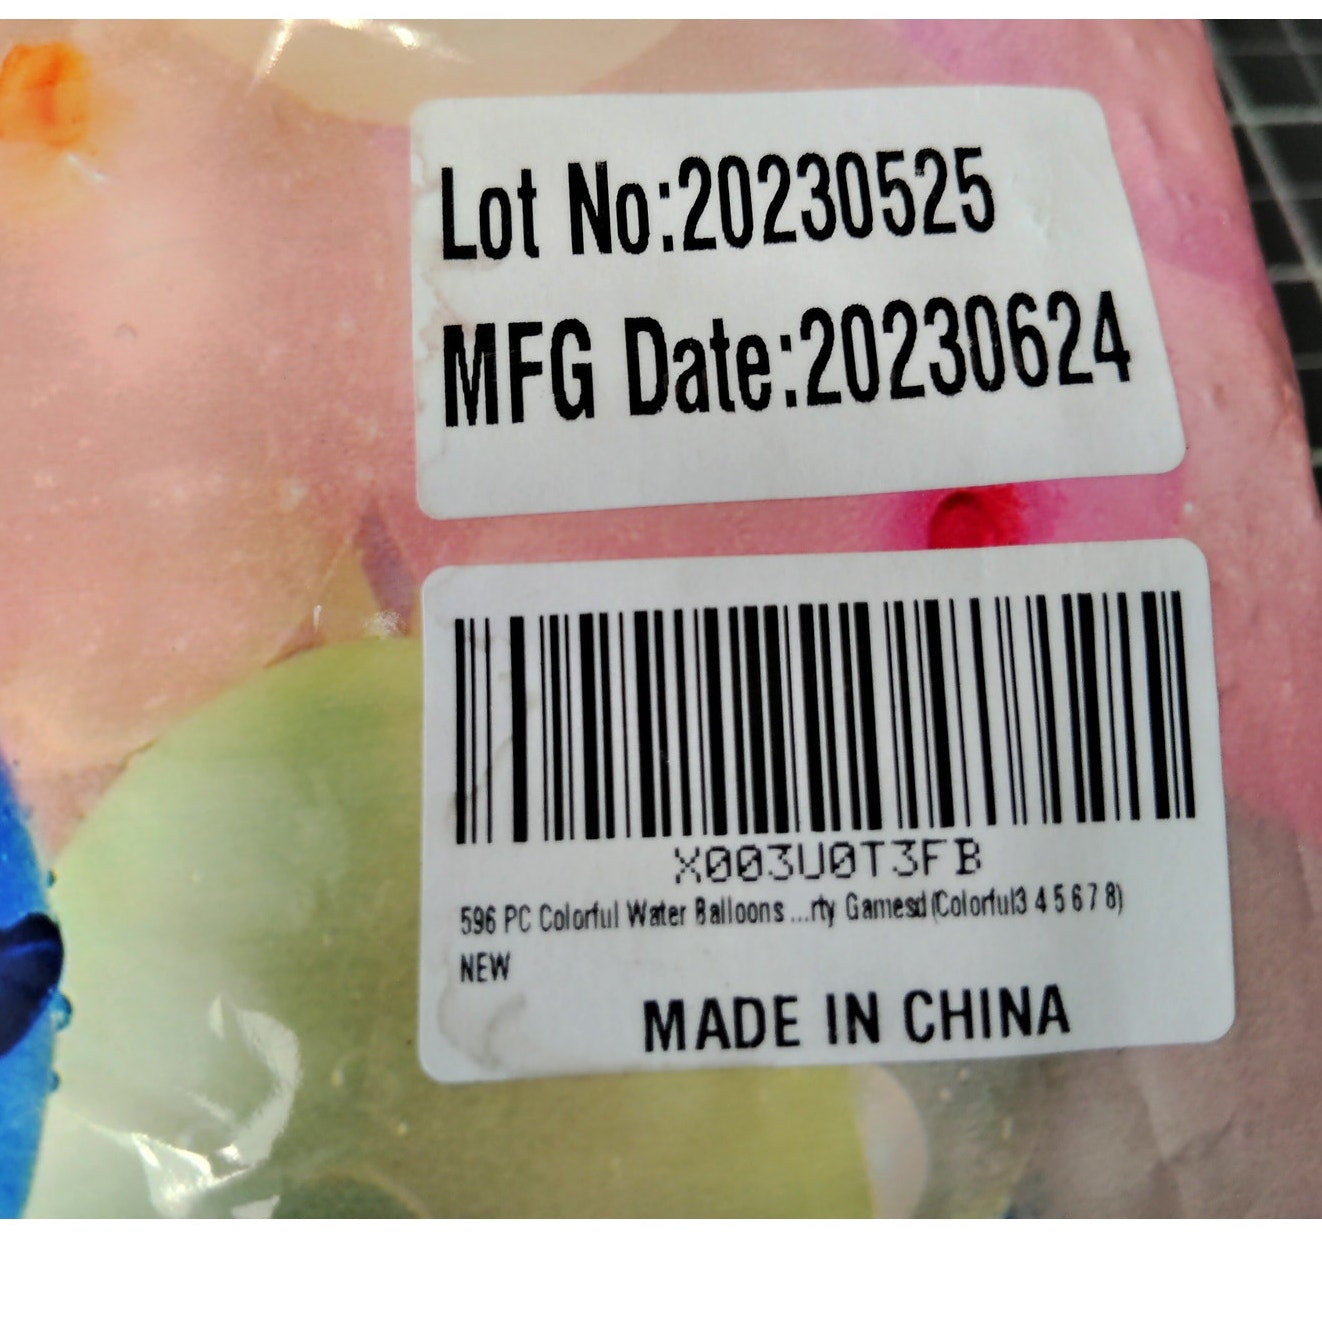 Lot No:20230525
MFG Date:20230624
X003U0T3FB
596 PC Colorful Water Balloons ...rty Gamesd (Colorful3 4 5 6 7 8)
NEW
MADE IN CHINA